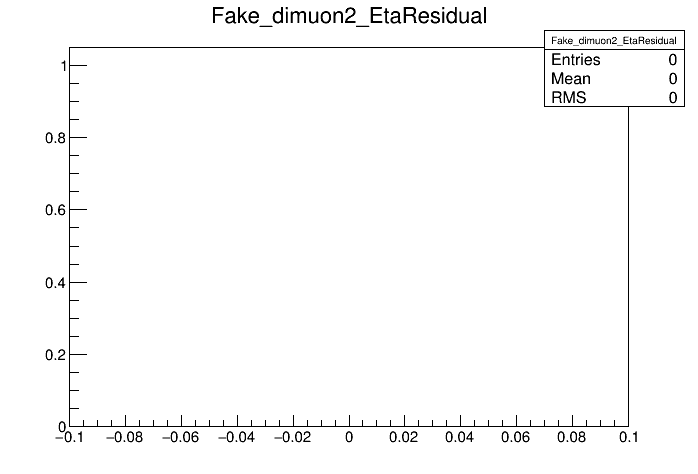 Fake_dimuon2_EtaResidual
Fake_dimuon2_EtaResidual
Entries 0
Mean 0
RMS 0
1
0.8
0.6
0.4
0.2
0
−0.1 −0.08 −0.06 −0.04 −0.02 0 0.02 0.04 0.06 0.08 0.1